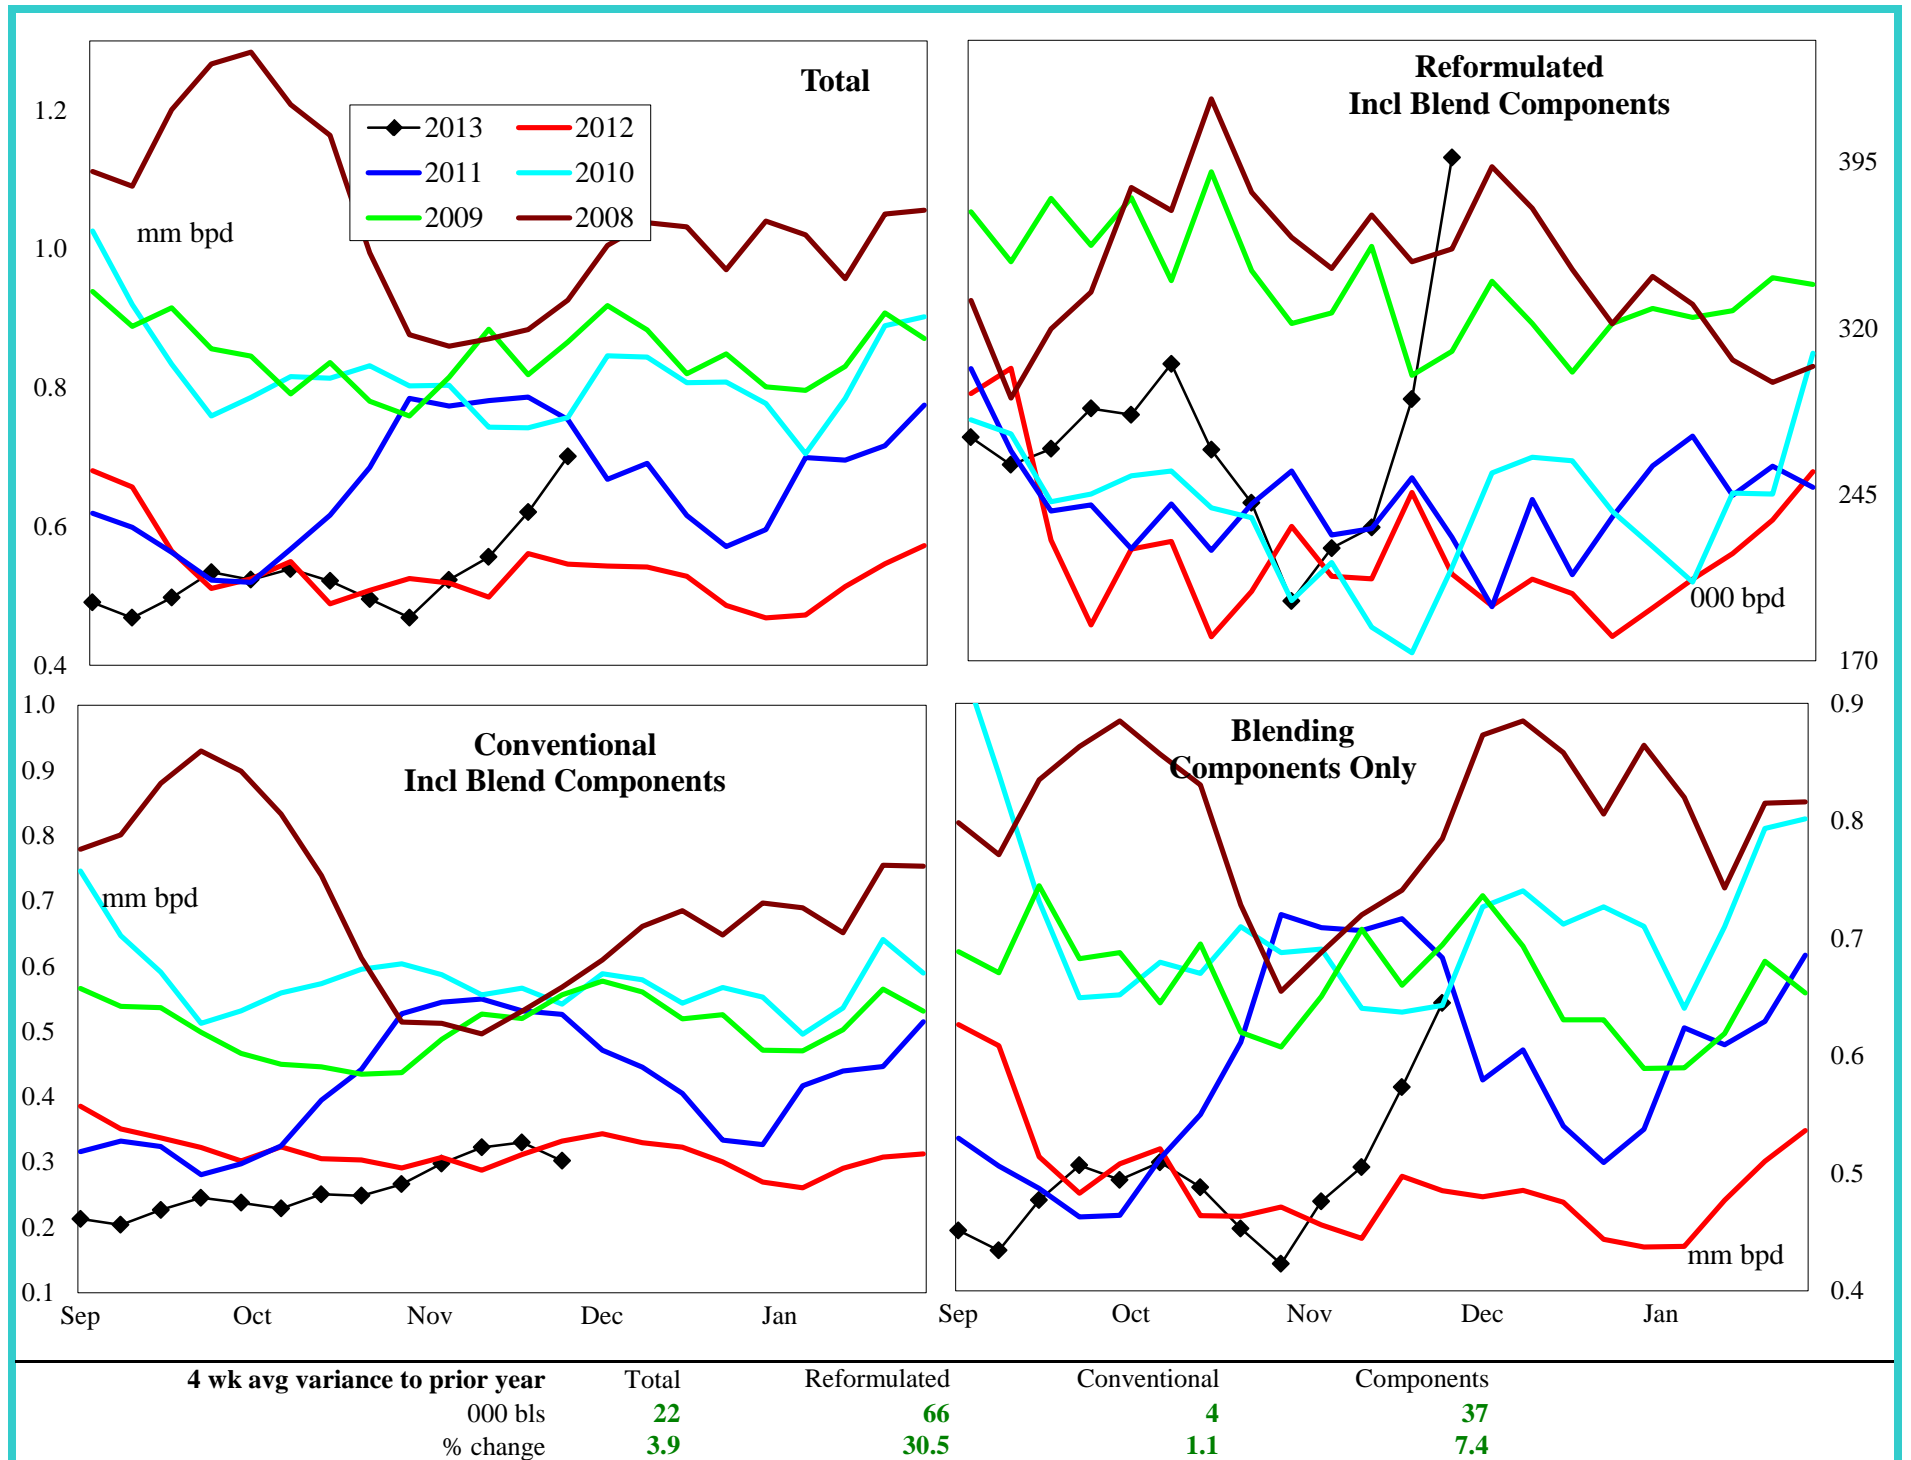 Total
1.2
1.0
0.8
0.6
0.4
mm bpd
2013 2012
2011 2010
2009 2008
Reformulated
Incl Blend Components
395
320
245
170
000 bpd
Conventional
Incl Blend Components
1.0
0.9
0.8
0.7
0.6
0.5
0.4
0.3
0.2
0.1
mm bpd
Sep Oct Nov Dec Jan
Blending
Components Only
0.9
0.8
0.7
0.6
0.5
0.4
mm bpd
Sep Oct Nov Dec Jan
4 wk avg variance to prior year Total Reformulated Conventional Components
000 bls 22 66 4 37
% change 3.9 30.5 1.1 7.4